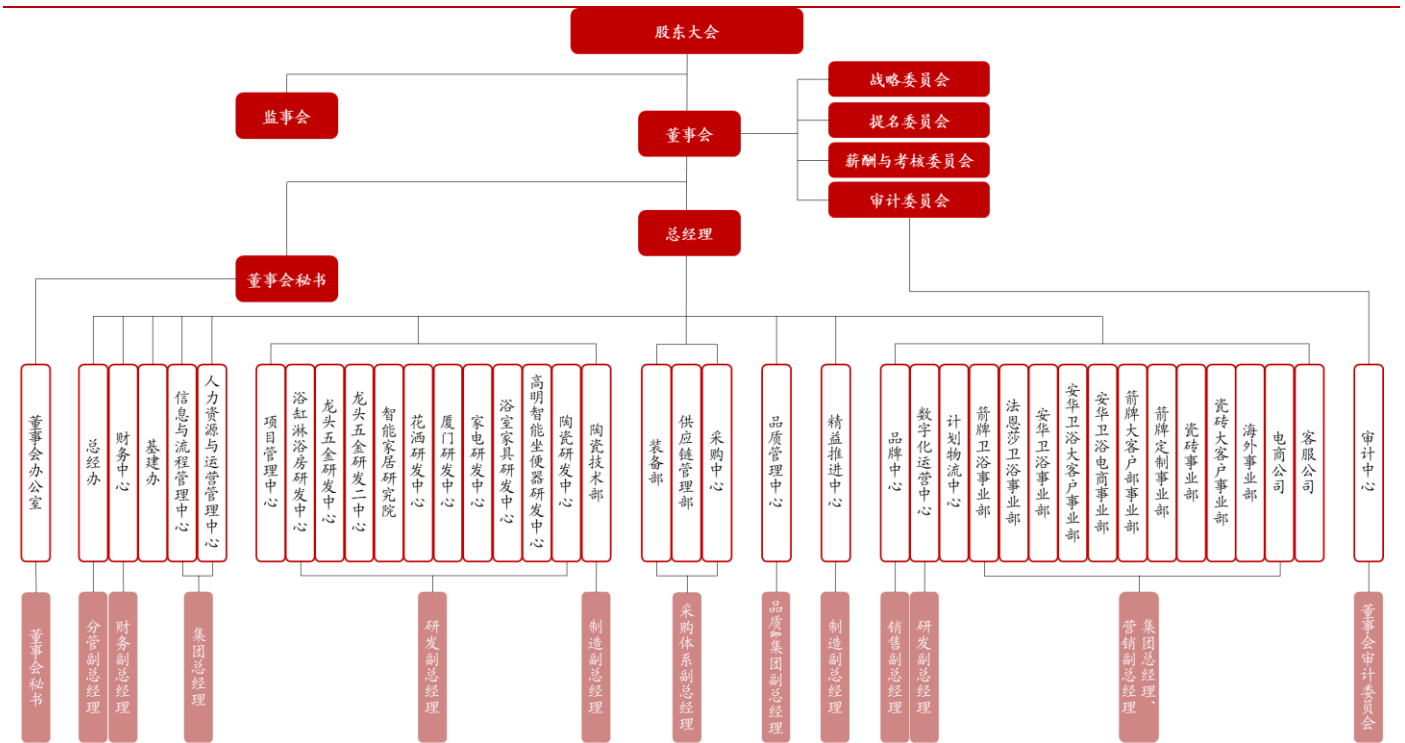 股东大会
战略委员会
监事会
提名委员会
董事会
薪酬与考核委员会
审计委员会
总经理
董事会秘书
董事会办公室
总经办
财务中心
基建办
信息与流程管理中心
人力资源与运营管理中心
项目管理中心
浴缸淋浴房研发中心
龙头五金研发中心
龙头五金研发二中心
智能家居研究院
花洒研发中心
厦门研发中心
家电研发中心
浴室家具研发中心
高明智能坐便器研发中心
陶瓷研发中心
陶瓷技术部
装备部
供应链管理部
采购中心
品质管理中心
精益推进中心
品牌中心
数字化运营中心
计划物流中心
箭牌卫浴事业部
法恩莎卫浴事业部
安华卫浴事业部
安华卫浴大客户事业部
安华卫浴电商事业部
箭牌大客户部事业部
箭牌定制事业部
瓷砖事业部
瓷砖大客户事业部
海外事业部
电商公司
客服公司
审计中心
董事会秘书
分管副总经理
财务副总经理
集团总经理
研发副总经理
制造副总经理
采购体系副总经理
品质&集团副总经理
制造副总经理
销售副总经理
研发副总经理
集团总经理、
营销副总经理
董事会审计委员会